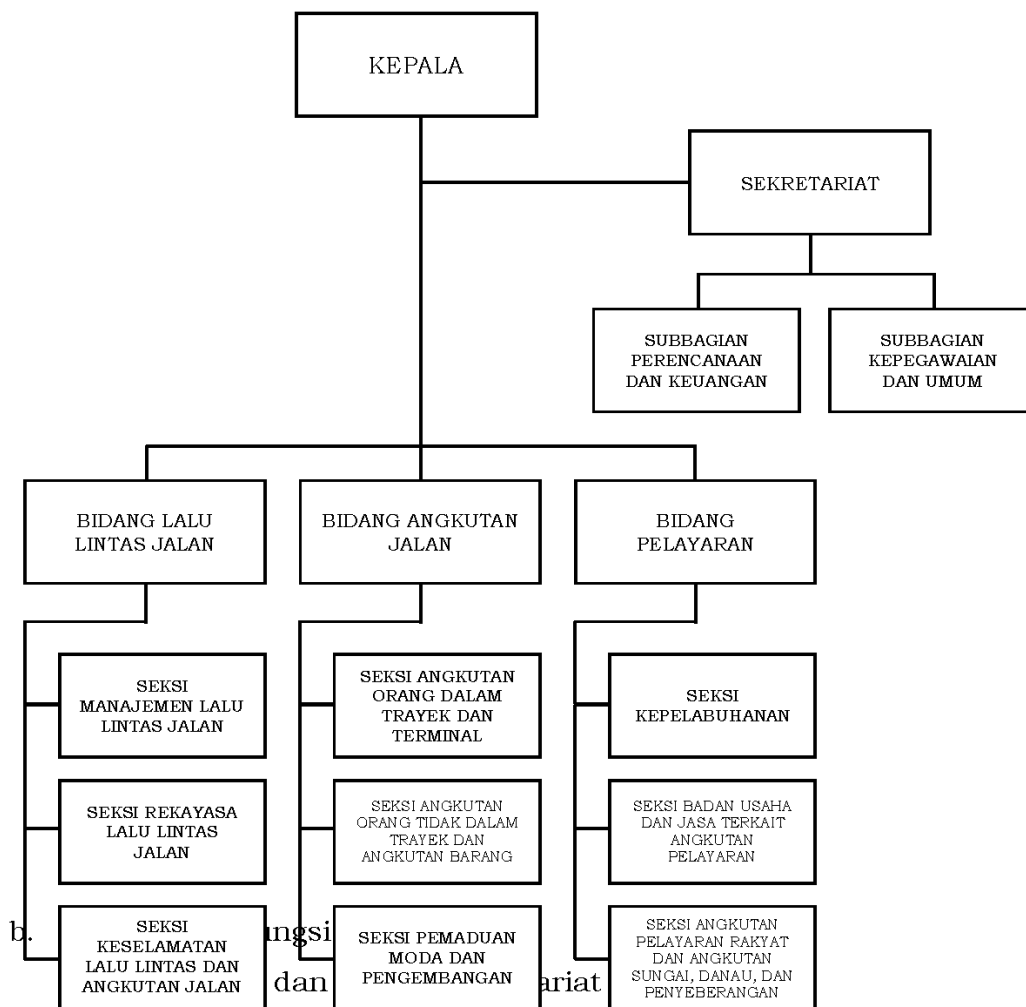 KEPALA
SEKRETARIAT
SUBBAGIAN
PERENCANAAN
DAN KEUANGAN
SUBBAGIAN
KEPEGAWAIAN
DAN UMUM
BIDANG LALU
LINTAS JALAN
BIDANG ANGKUTAN
JALAN
BIDANG
PELAYARAN
SEKSI
MANAJEMEN LALU
LINTAS JALAN
SEKSI ANGKUTAN
ORANG DALAM
TRAYEK DAN
TERMINAL
SEKSI
KEPELABUHANAN
SEKSI REKAYASA
LALU LINTAS
JALAN
SEKSI ANGKUTAN
ORANG TIDAK DALAM
TRAYEK DAN
ANGKUTAN BARANG
SEKSI BADAN USAHA
DAN JASA TERKAIT
ANGKUTAN
PELAYARAN
b.
SEKSI
KESELAMATAN
LALU LINTAS DAN
ANGKUTAN JALAN
SEKSI PEMADUAN
MODA DAN
PENGEMBANGAN
SEKSI ANGKUTAN
PELAYARAN RAKYAT
DAN ANGKUTAN
SUNGAI, DANAU, DAN
PENYEBERANGAN
ungsi
dan
ariat